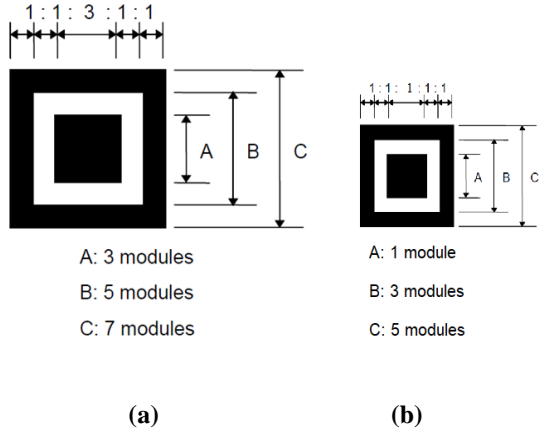 1 : 1 : 3 : 1 : 1
A B C
A: 3 modules
B: 5 modules
C: 7 modules
(a)
1 : 1 : 1 : 1 : 1
A B C
A: 1 module
B: 3 modules
C: 5 modules
(b)